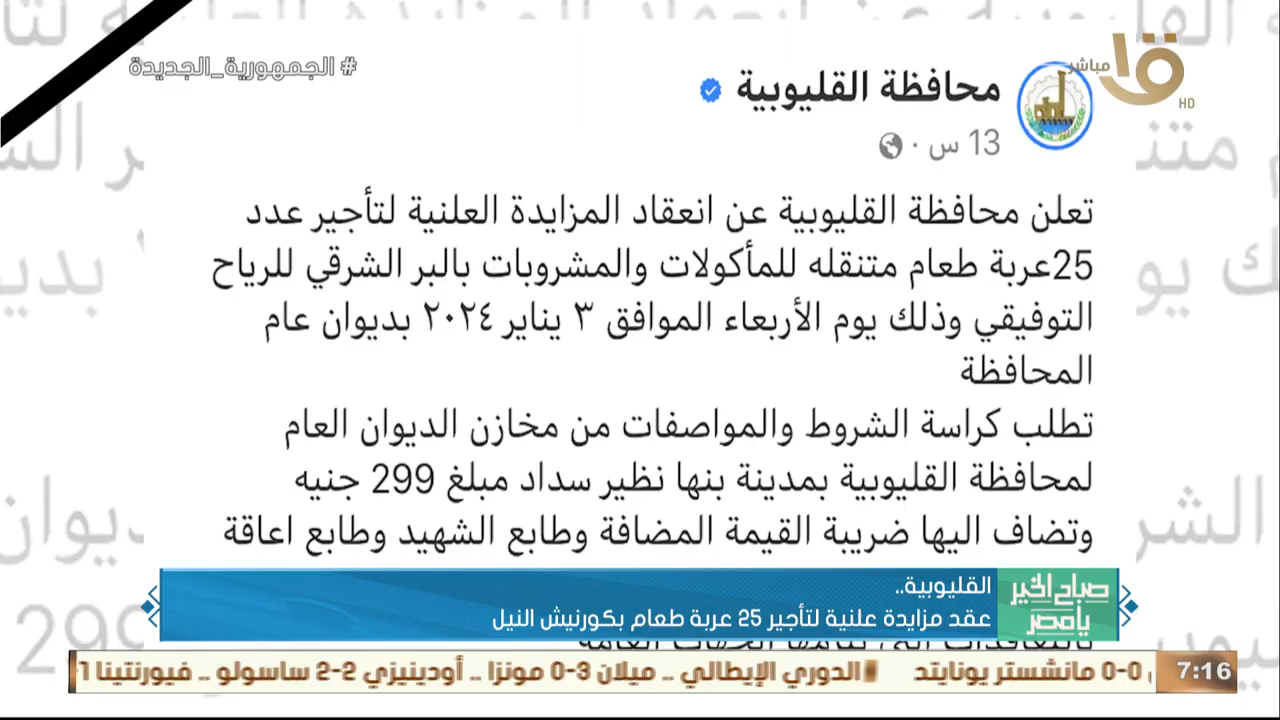 # الجمهورية_الجديدة
مباشر
HD
محافظة القليوبية
13 س ·
تعلن محافظة القليوبية عن انعقاد المزايدة العلنية لتأجير عدد
25عربة طعام متنقله للمأكولات والمشروبات بالبر الشرقي للرياح
التوفيقي وذلك يوم الأربعاء الموافق ٣ يناير ٢٠٢٤ بديوان عام
المحافظة
تطلب كراسة الشروط والمواصفات من مخازن الديوان العام
لمحافظة القليوبية بمدينة بنها نظير سداد مبلغ 299 جنيه
وتضاف اليها ضريبة القيمة المضافة وطابع الشهيد وطابع اعاقة
صباح الخير
يا مصر
القليوبية..
عقد مزايدة علنية لتأجير 25 عربة طعام بكورنيش النيل
7:16
0-0 مانشستر يونايتد
الدوري الإيطالي .. ميلان 3-0 مونزا .. أودينيزي 2-2 ساسولو .. فيورنتينا